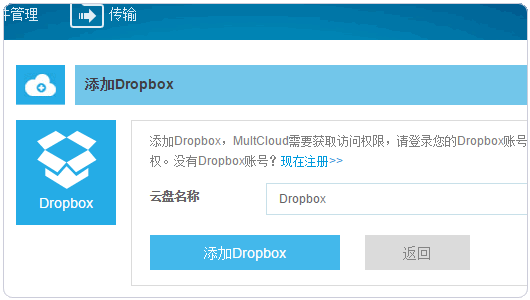 件管理
传输
添加Dropbox
添加Dropbox，MultCloud需要获取访问权限，请登录您的Dropbox账号
权。没有Dropbox账号？现在注册>>
Dropbox
云盘名称
Dropbox
添加Dropbox
返回